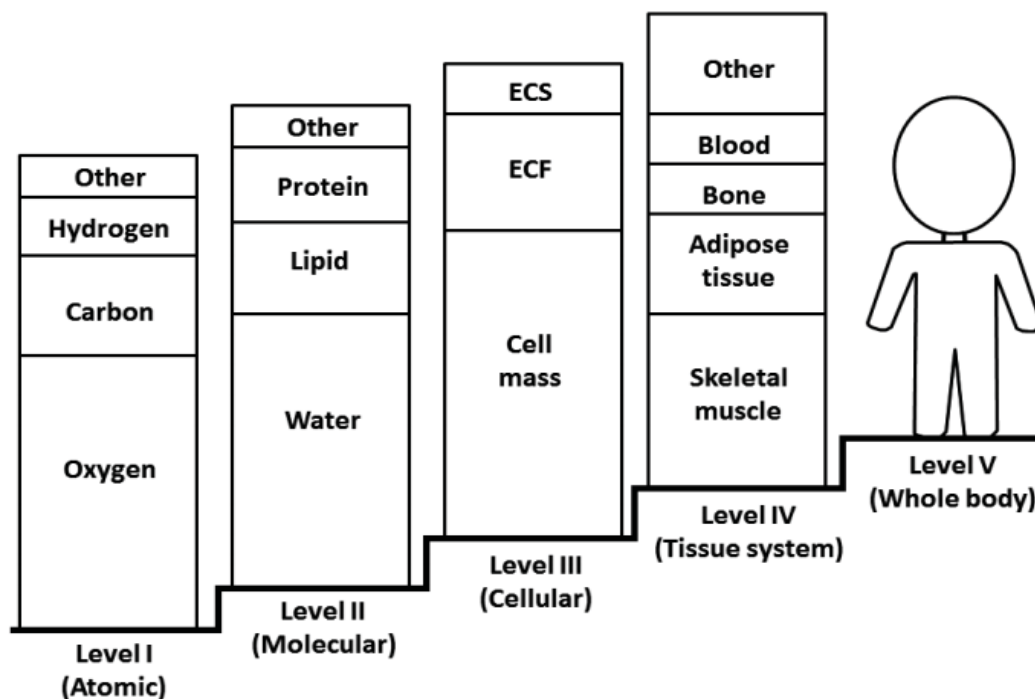 Other
Hydrogen
Carbon
Oxygen
Level I
(Atomic)
Other
Protein
Lipid
Water
Level II
(Molecular)
ECS
ECF
Cell
mass
Level III
(Cellular)
Other
Blood
Bone
Adipose
tissue
Skeletal
muscle
Level IV
(Tissue system)
Level V
(Whole body)